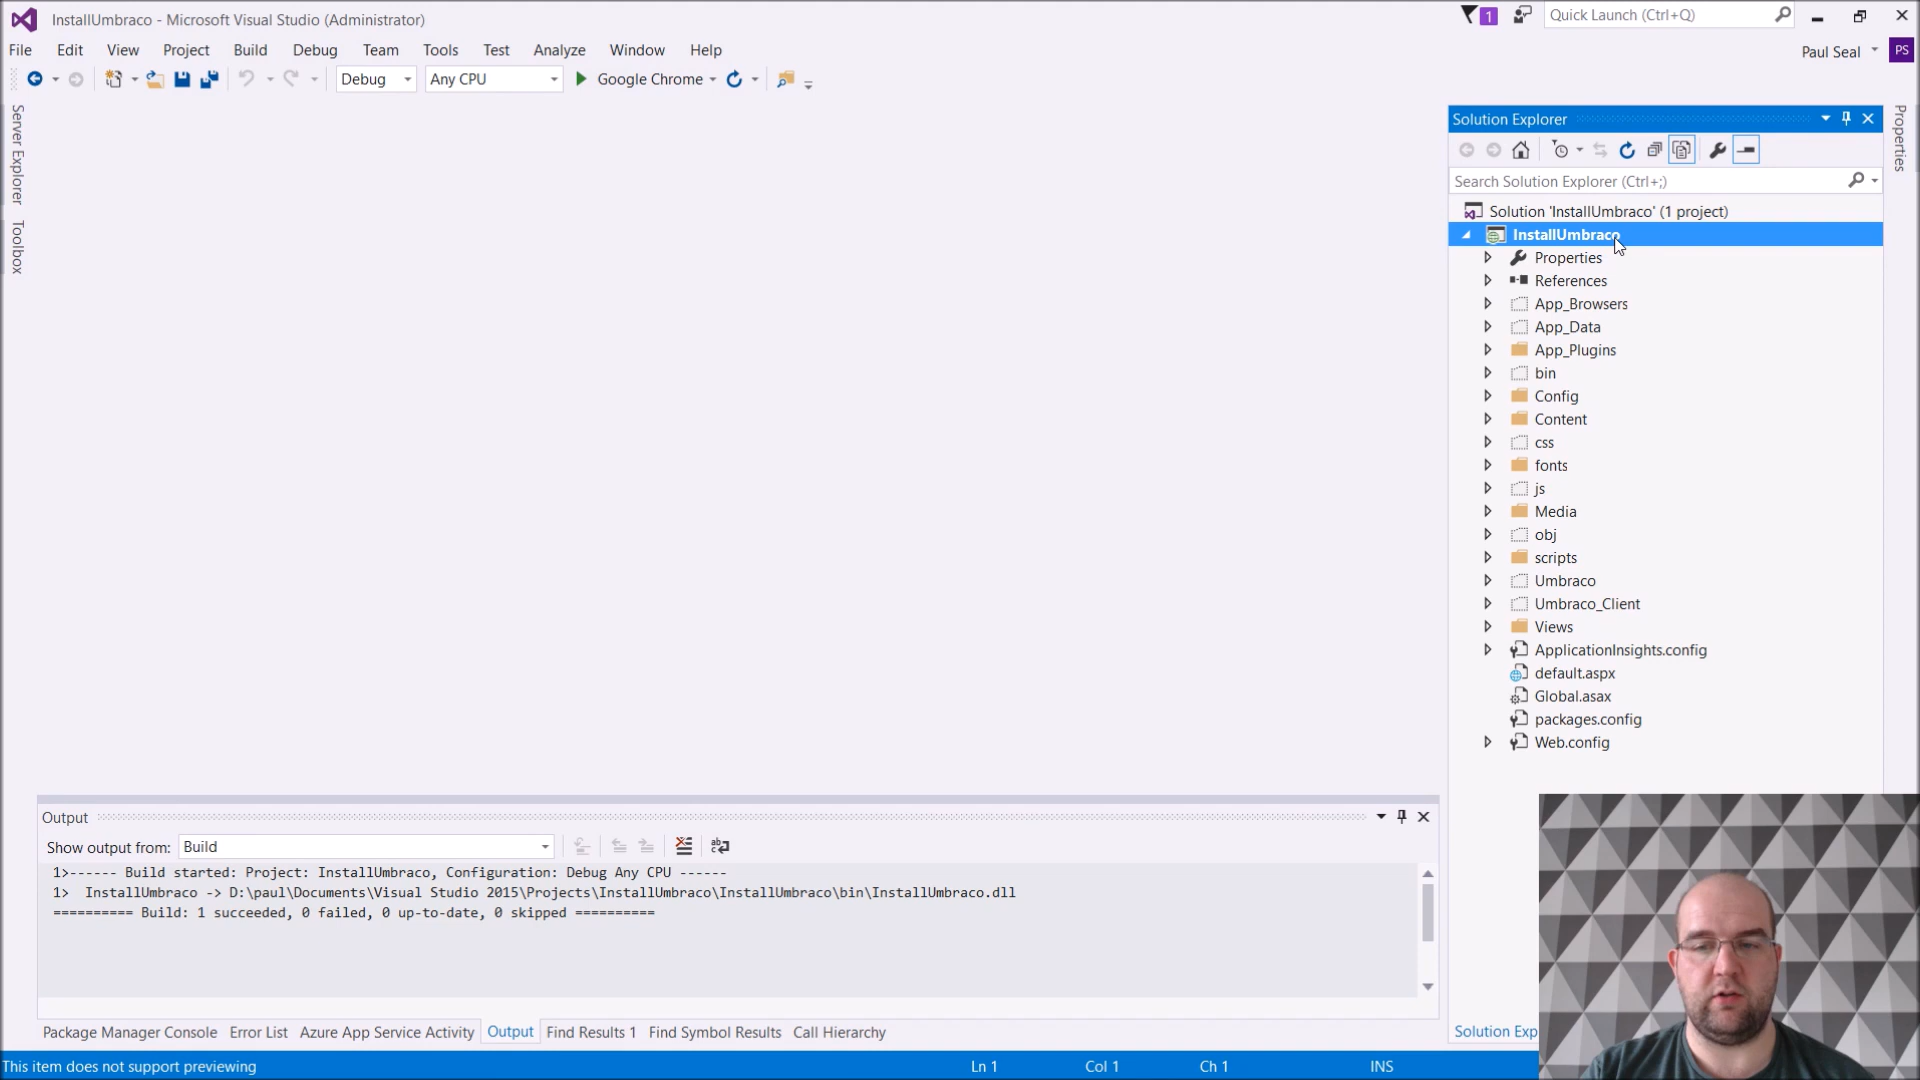 InstallUmbraco - Microsoft Visual Studio (Administrator)
1
Quick Launch (Ctrl+Q)
File Edit View Project Build Debug Team Tools Test Analyze Window Help
Paul Seal
PS
Debug
Any CPU
Google Chrome
Server Explorer
Toolbox
Solution Explorer
Search Solution Explorer (Ctrl+;)
Solution 'InstallUmbraco' (1 project)
InstallUmbraco
Properties
References
App_Browsers
App_Data
App_Plugins
bin
Config
Content
css
fonts
js
Media
obj
scripts
Umbraco
Umbraco_Client
Views
ApplicationInsights.config
default.aspx
Global.asax
packages.config
Web.config
Properties
Output
Show output from: Build
1>------ Build started: Project: InstallUmbraco, Configuration: Debug Any CPU ------
1>  InstallUmbraco -> D:\paul\Documents\Visual Studio 2015\Projects\InstallUmbraco\InstallUmbraco\bin\InstallUmbraco.dll
========== Build: 1 succeeded, 0 failed, 0 up-to-date, 0 skipped ==========
Package Manager Console Error List Azure App Service Activity Output Find Results 1 Find Symbol Results Call Hierarchy
Solution Exp
This item does not support previewing
Ln 1 Col 1 Ch 1 INS